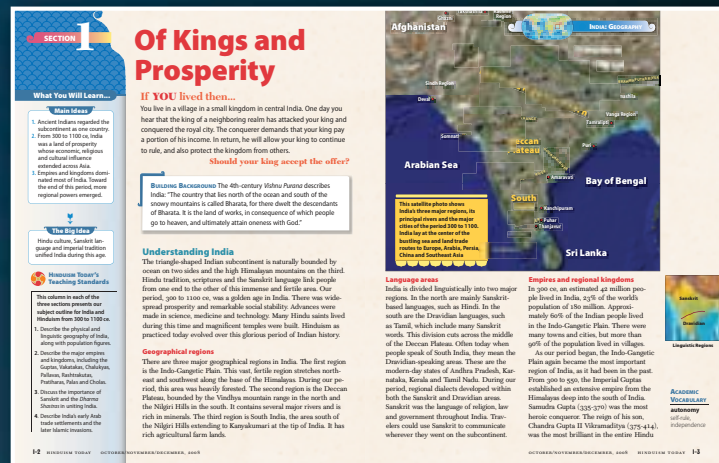 SECTION 1
What You Will Learn...
Main Ideas
1. Ancient Indians regarded the
subcontinent as one country.
2. From 300 to 1100 ce, India
was a land of prosperity
whose economic, religious
and cultural influence
extended across Asia.
3. Empires and kingdoms domi-
nated most of India. Toward
the end of this period, more
regional powers emerged.
The Big Idea
Hindu culture, Sanskrit lan-
guage and imperial tradition
unified India during this age.
HINDUISM TODAY'S
Teaching Standards
This column in each of the
three sections presents our
subject outline for India and
Hinduism from 300 to 1100 ce.
1. Describe the physical and
linguistic geography of India,
along with population figures.
2. Describe the major empires
and kingdoms, including the
Guptas, Vakatakas, Chalukyas,
Pallavas, Rashtrakutas,
Pratiharas, Palas and Cholas.
3. Discuss the importance of
Sanskrit and the Dharma
Shastras in uniting India.
4. Describe India's early Arab
trade settlements and the
later Islamic invasions.
Of Kings and
Prosperity
If YOU lived then...
You live in a village in a small kingdom in central India. One day you
hear that the king of a neighboring realm has attacked your king and
conquered the royal city. The conquerer demands that your king pay
a portion of his income. In return, he will allow your king to continue
to rule, and also protect the kingdom from others.
Should your king accept the offer?
BUILDING BACKGROUND The 4th-century Vishnu Purana describes
India: "The country that lies north of the ocean and south of the
snowy mountains is called Bharata, for there dwelt the descendants
of Bharata. It is the land of works, in consequence of which people
go to heaven, and ultimately attain oneness with God."
Understanding India
The triangle-shaped Indian subcontinent is naturally bounded by
ocean on two sides and the high Himalayan mountains on the third.
Hindu tradition, scriptures and the Sanskrit language link people
from one end to the other of this immense and fertile area. Our
period, 300 to 1100 ce, was a golden age in India. There was wide-
spread prosperity and remarkable social stability. Advances were
made in science, medicine and technology. Many Hindu saints lived
during this time and magnificent temples were built. Hinduism as
practiced today evolved over this glorious period of Indian history.
Geographical regions
There are three major geographical regions in India. The first region
is the Indo-Gangetic Plain. This vast, fertile region stretches north-
east and southwest along the base of the Himalayas. During our pe-
riod, this area was heavily forested. The second region is the Deccan
Plateau, bounded by the Vindhya mountain range in the north and
the Nilgiri Hills in the south. It contains several major rivers and is
rich in minerals. The third region is South India, the area south of
the Nilgiri Hills extending to Kanyakumari at the tip of India. It has
rich agricultural farm lands.
1-2 HINDUISM TODAY OCTOBER/NOVEMBER/DECEMBER, 2008
INDIA: GEOGRAPHY
Afghanistan
Region
Sindh Region
Deval
Vanga Region
Tamralipti
Somnath
Puri
eccan
lateau
Arabian Sea
Amaravati
Bay of Bengal
South
Kanchipuram
Puhar
Thanjavur
Sri Lanka
This satellite photo shows
India's three major regions, its
principal rivers and the major
cities of the period 300 to 1100.
India lay at the center of the
bustling sea and land trade
routes to Europe, Arabia, Persia,
China and Southeast Asia
Language areas
India is divided linguistically into two major
regions. In the north are mainly Sanskrit-
based languages, such as Hindi. In the
south are the Dravidian languages, such
as Tamil, which include many Sanskrit
words. This division cuts across the middle
of the Deccan Plateau. Often today when
people speak of South India, they mean the
Dravidian-speaking areas. These are the
modern-day states of Andhra Pradesh, Kar-
nataka, Kerala and Tamil Nadu. During our
period, regional dialects developed within
both the Sanskrit and Dravidian areas.
Sanskrit was the language of religion, law
and government throughout India. Trav-
elers could use Sanskrit to communicate
wherever they went on the subcontinent.
Empires and regional kingdoms
In 300 ce, an estimated 42 million peo-
ple lived in India, 23% of the world's
population of 180 million. Approxi-
mately 60% of the Indian people lived
in the Indo-Gangetic Plain. There were
many towns and cities, but more than
90% of the population lived in villages.
As our period began, the Indo-Gangetic
Plain again became the most important
region of India, as it had been in the past.
From 300 to 550, the Imperial Guptas
established an extensive empire from the
Himalayas deep into the south of India.
Samudra Gupta (335-370) was the most
heroic conqueror. The reign of his son,
Chandra Gupta II Vikramaditya (375-414),
was the most brilliant in the entire Hindu
Sanskrit
Dravidian
Linguistic Regions
ACADEMIC
VOCABULARY
autonomy
self-rule,
independence
OCTOBER/NOVEMBER/DECEMBER, 2008 HINDUISM TODAY 1-3